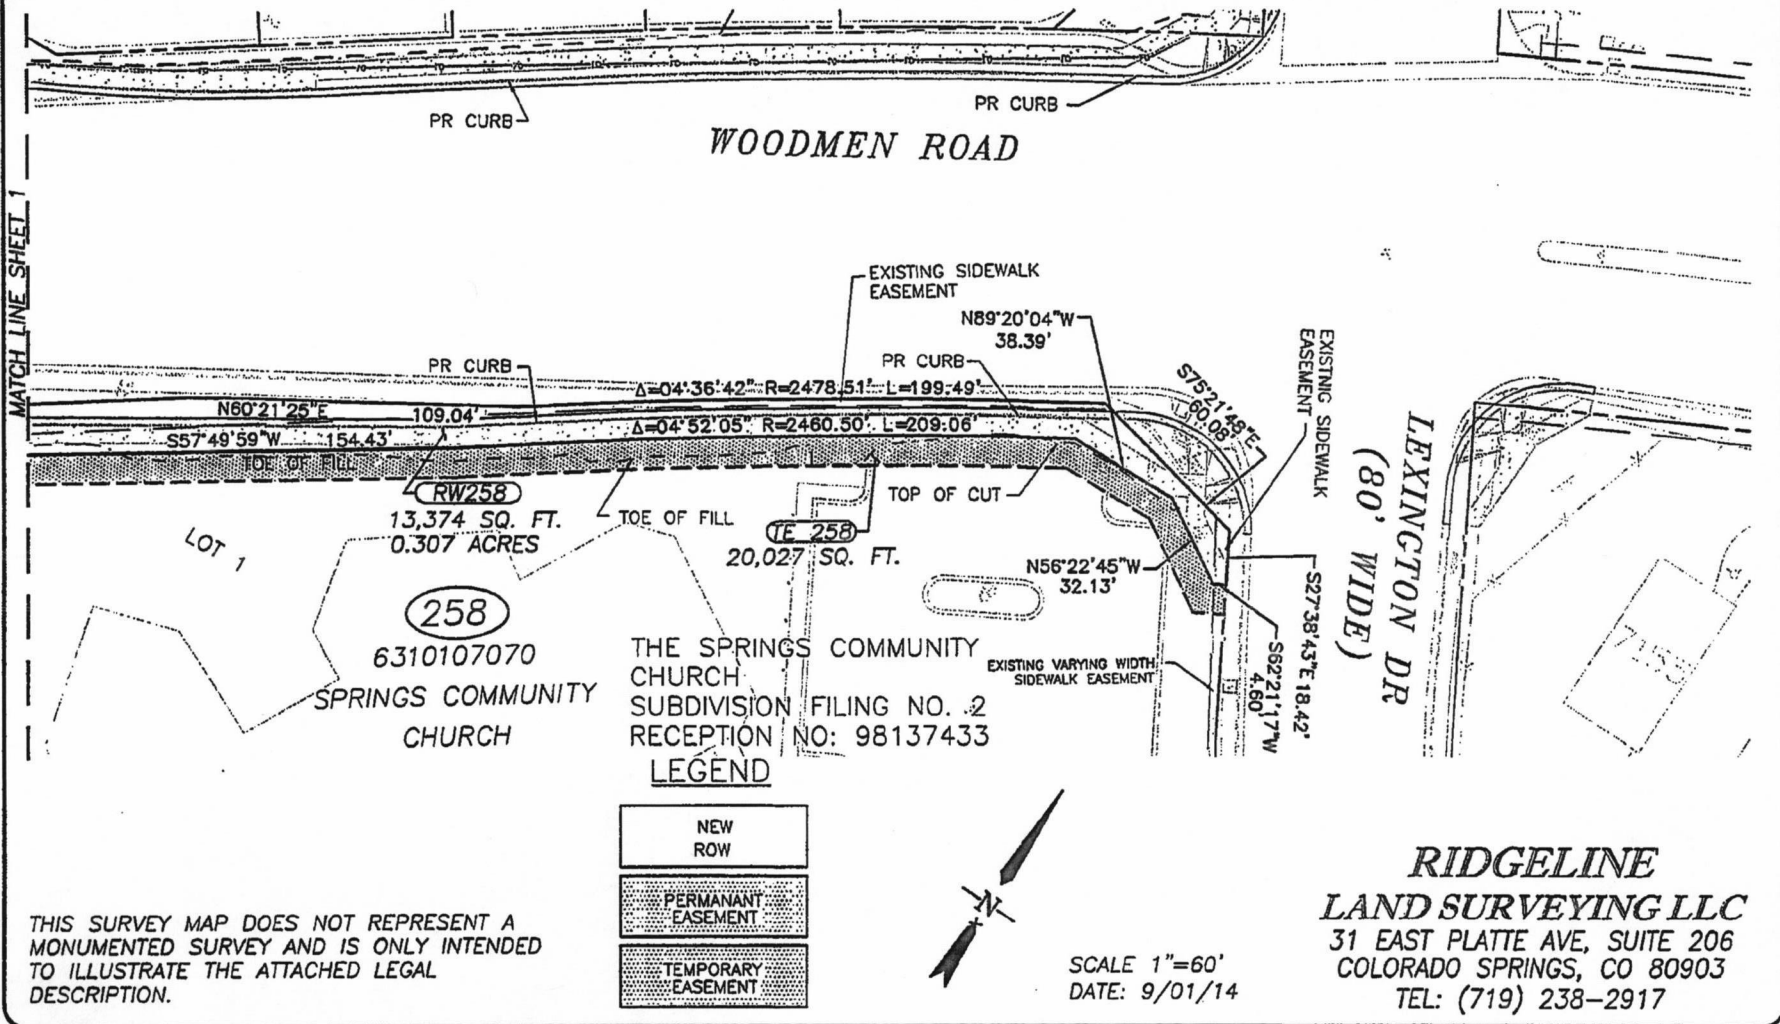 PR CURB
PR CURB
WOODMEN ROAD
MATCH LINE SHEET 1
EXISTING SIDEWALK
EASEMENT
N89°20'04"W
38.39'
PR CURB
PR CURB
Δ=04°36'42" R=2478.51' L=199.49'
N60°21'25"E 109.04'
Δ=04°52'05" R=2460.50' L=209.06'
S57°49'59"W 154.43'
TOE OF FILL
S75°21'48"E
60.08'
EXISTNIG SIDEWALK
EASEMENT
LEXINGTON DR
(80' WIDE)
RW258
13,374 SQ. FT.
0.307 ACRES
TOE OF FILL
TOP OF CUT
TE 258
20,027 SQ. FT.
LOT 1
N56°22'45"W
32.13'
S27°38'43"E 18.42'
S62°21'17"W
4.60'
7155
258
6310107070
SPRINGS COMMUNITY
CHURCH
THE SPRINGS COMMUNITY
CHURCH
SUBDIVISION FILING NO. 2
RECEPTION NO: 98137433
EXISTING VARYING WIDTH
SIDEWALK EASEMENT
LEGEND
NEW
ROW
PERMANANT
EASEMENT
TEMPORARY
EASEMENT
N
THIS SURVEY MAP DOES NOT REPRESENT A
MONUMENTED SURVEY AND IS ONLY INTENDED
TO ILLUSTRATE THE ATTACHED LEGAL
DESCRIPTION.
SCALE 1"=60'
DATE: 9/01/14
RIDGELINE
LAND SURVEYING LLC
31 EAST PLATTE AVE, SUITE 206
COLORADO SPRINGS, CO 80903
TEL: (719) 238-2917